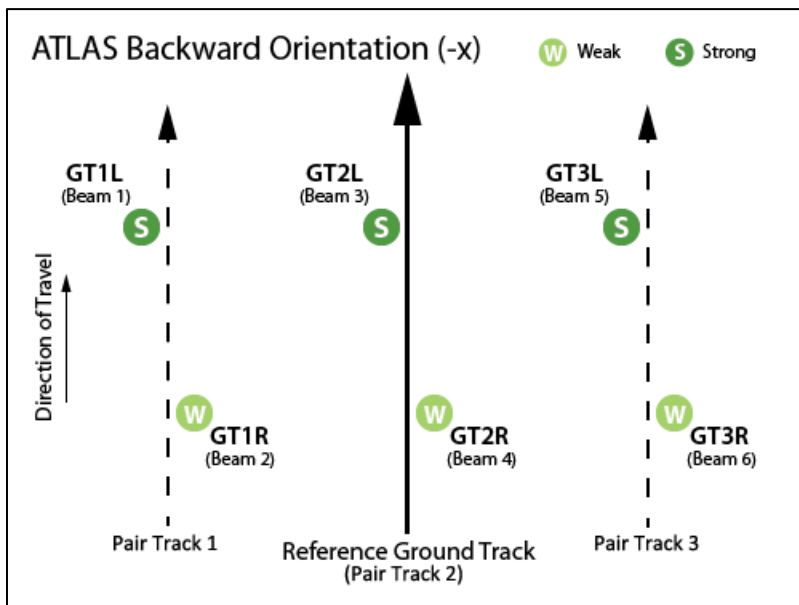 ATLAS Backward Orientation (-x)
W Weak
S Strong
GT1L
(Beam 1)
S
GT2L
(Beam 3)
S
GT3L
(Beam 5)
S
Direction of Travel
W
GT1R
(Beam 2)
W
GT2R
(Beam 4)
W
GT3R
(Beam 6)
Pair Track 1
Reference Ground Track
(Pair Track 2)
Pair Track 3